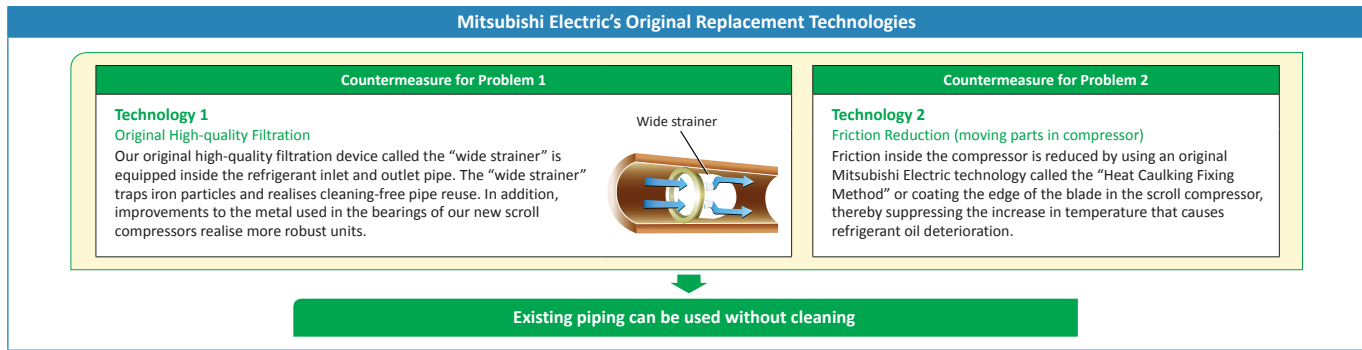 Mitsubishi Electric’s Original Replacement Technologies
Countermeasure for Problem 1
Technology 1
Original High-quality Filtration
Our original high-quality filtration device called the “wide strainer” is
equipped inside the refrigerant inlet and outlet pipe. The “wide strainer”
traps iron particles and realises cleaning-free pipe reuse. In addition,
improvements to the metal used in the bearings of our new scroll
compressors realise more robust units.
Wide strainer
Countermeasure for Problem 2
Technology 2
Friction Reduction (moving parts in compressor)
Friction inside the compressor is reduced by using an original
Mitsubishi Electric technology called the “Heat Caulking Fixing
Method” or coating the edge of the blade in the scroll compressor,
thereby suppressing the increase in temperature that causes
refrigerant oil deterioration.
Existing piping can be used without cleaning